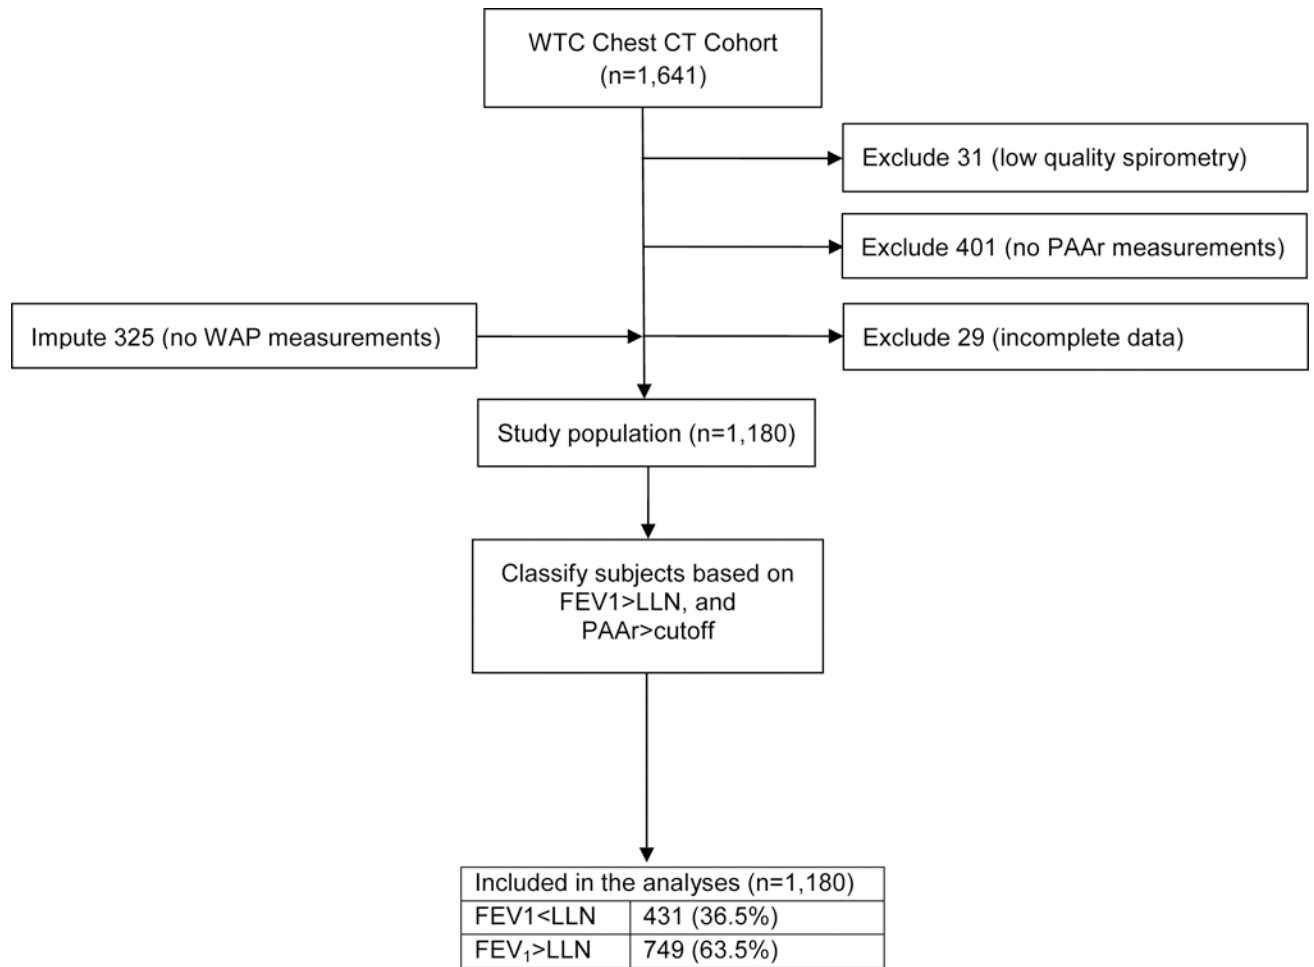 WTC Chest CT Cohort
(n=1,641)
Exclude 31 (low quality spirometry)
Exclude 401 (no PAAr measurements)
Impute 325 (no WAP measurements)
Exclude 29 (incomplete data)
Study population (n=1,180)
Classify subjects based on
FEV1>LLN, and
PAAr>cutoff
Included in the analyses (n=1,180)
FEV1<LLN 431 (36.5%)
FEV₁>LLN 749 (63.5%)